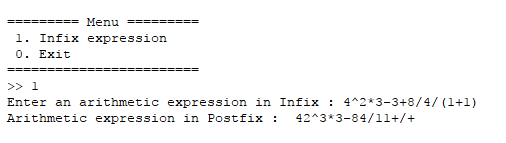 ========= Menu =========
1. Infix expression
0. Exit
========================
>> 1
Enter an arithmetic expression in Infix : 4^2*3-3+8/4/(1+1)
Arithmetic expression in Postfix : 42^3*3-84/11+/+